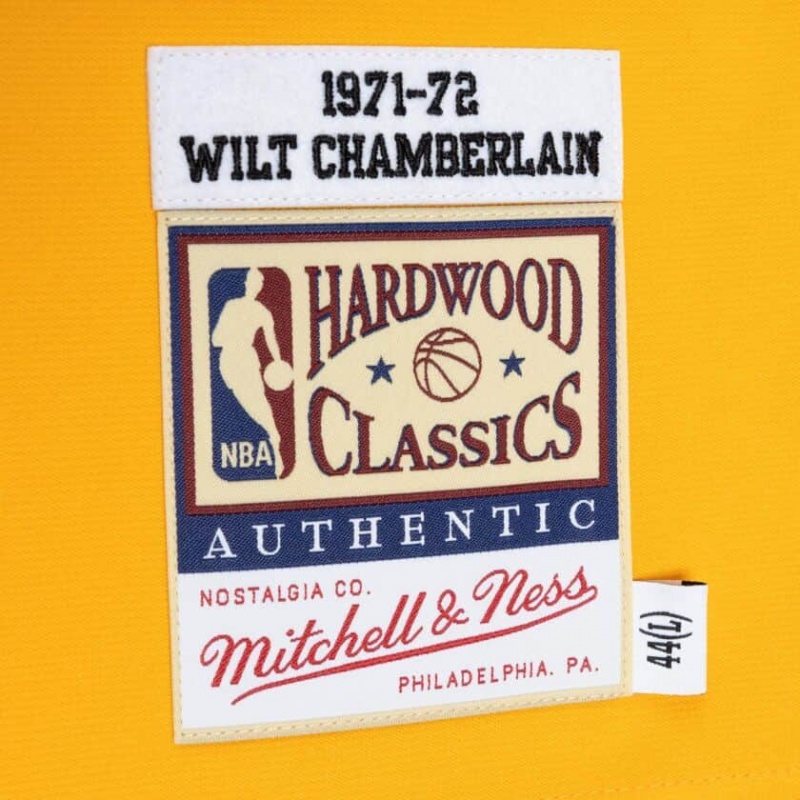 1971-72
WILT CHAMBERLAIN
HARDWOOD
CLASSICS
NBA
AUTHENTIC
NOSTALGIA CO.
Mitchell & Ness
PHILADELPHIA. PA.
44(L)